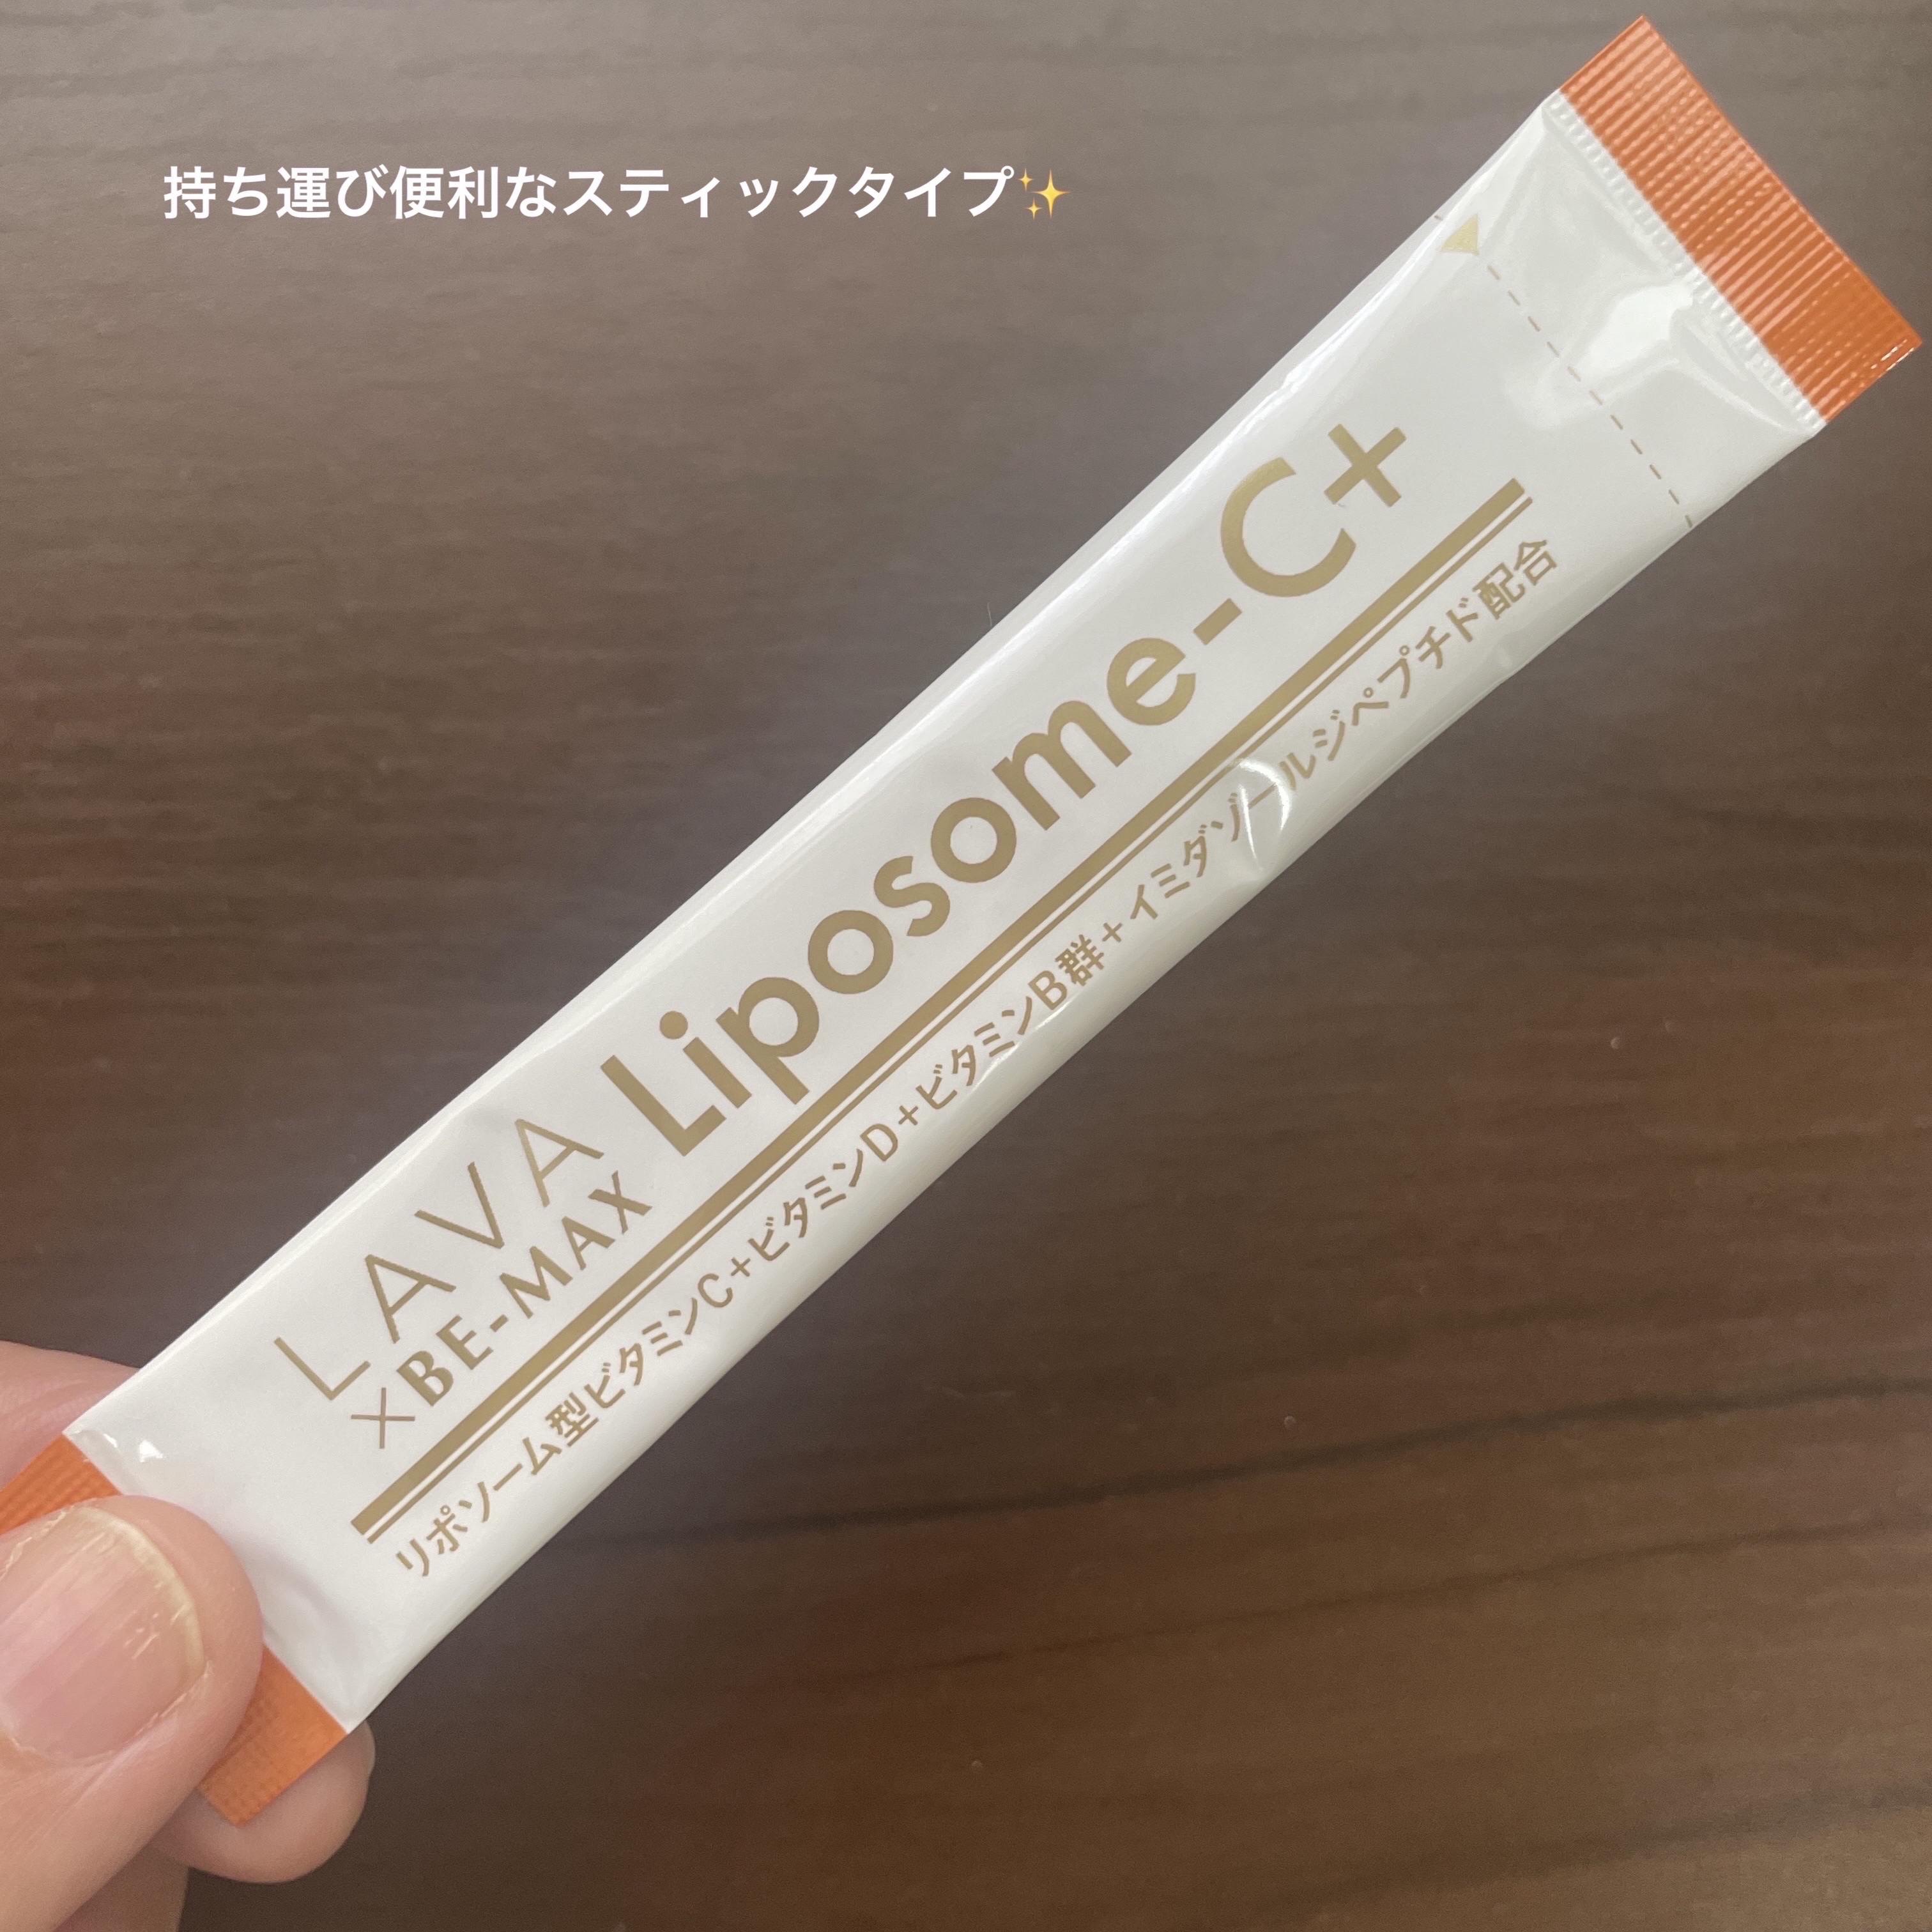 持ち運び便利なスティックタイプ✨
LAVA
×BE-MAX
Liposome-C+
リポソーム型ビタミンC+ビタミンD+ビタミンB群+イミダゾールジペプチド配合